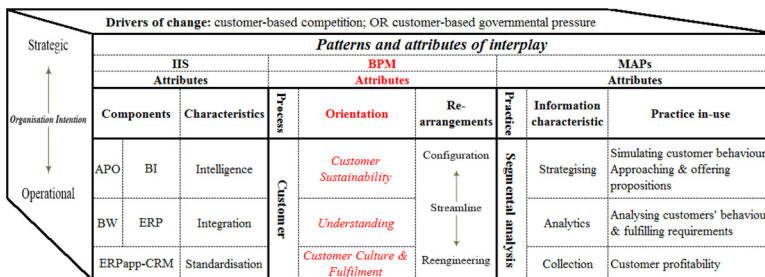 Drivers of change: customer-based competition; OR customer-based governmental pressure
Strategic
Organisation Intention
Operational
Patterns and attributes of interplay
IIS
BPM
MAPs
Attributes
Attributes
Attributes
Components
Characteristics
Process
Orientation
Re-
arrangements
Practice
Information
characteristic
Practice in-use
APO
BI
Intelligence
Customer
Customer
Sustainability
Configuration
Segmental analysis
Strategising
Simulating customer behaviour
Approaching & offering
propositions
BW
ERP
Integration
Understanding
Streamline
Analytics
Analysing customers' behaviour
& fulfilling requirements
ERPapp-CRM
Standardisation
Customer Culture &
Fulfilment
Reengineering
Collection
Customer profitability